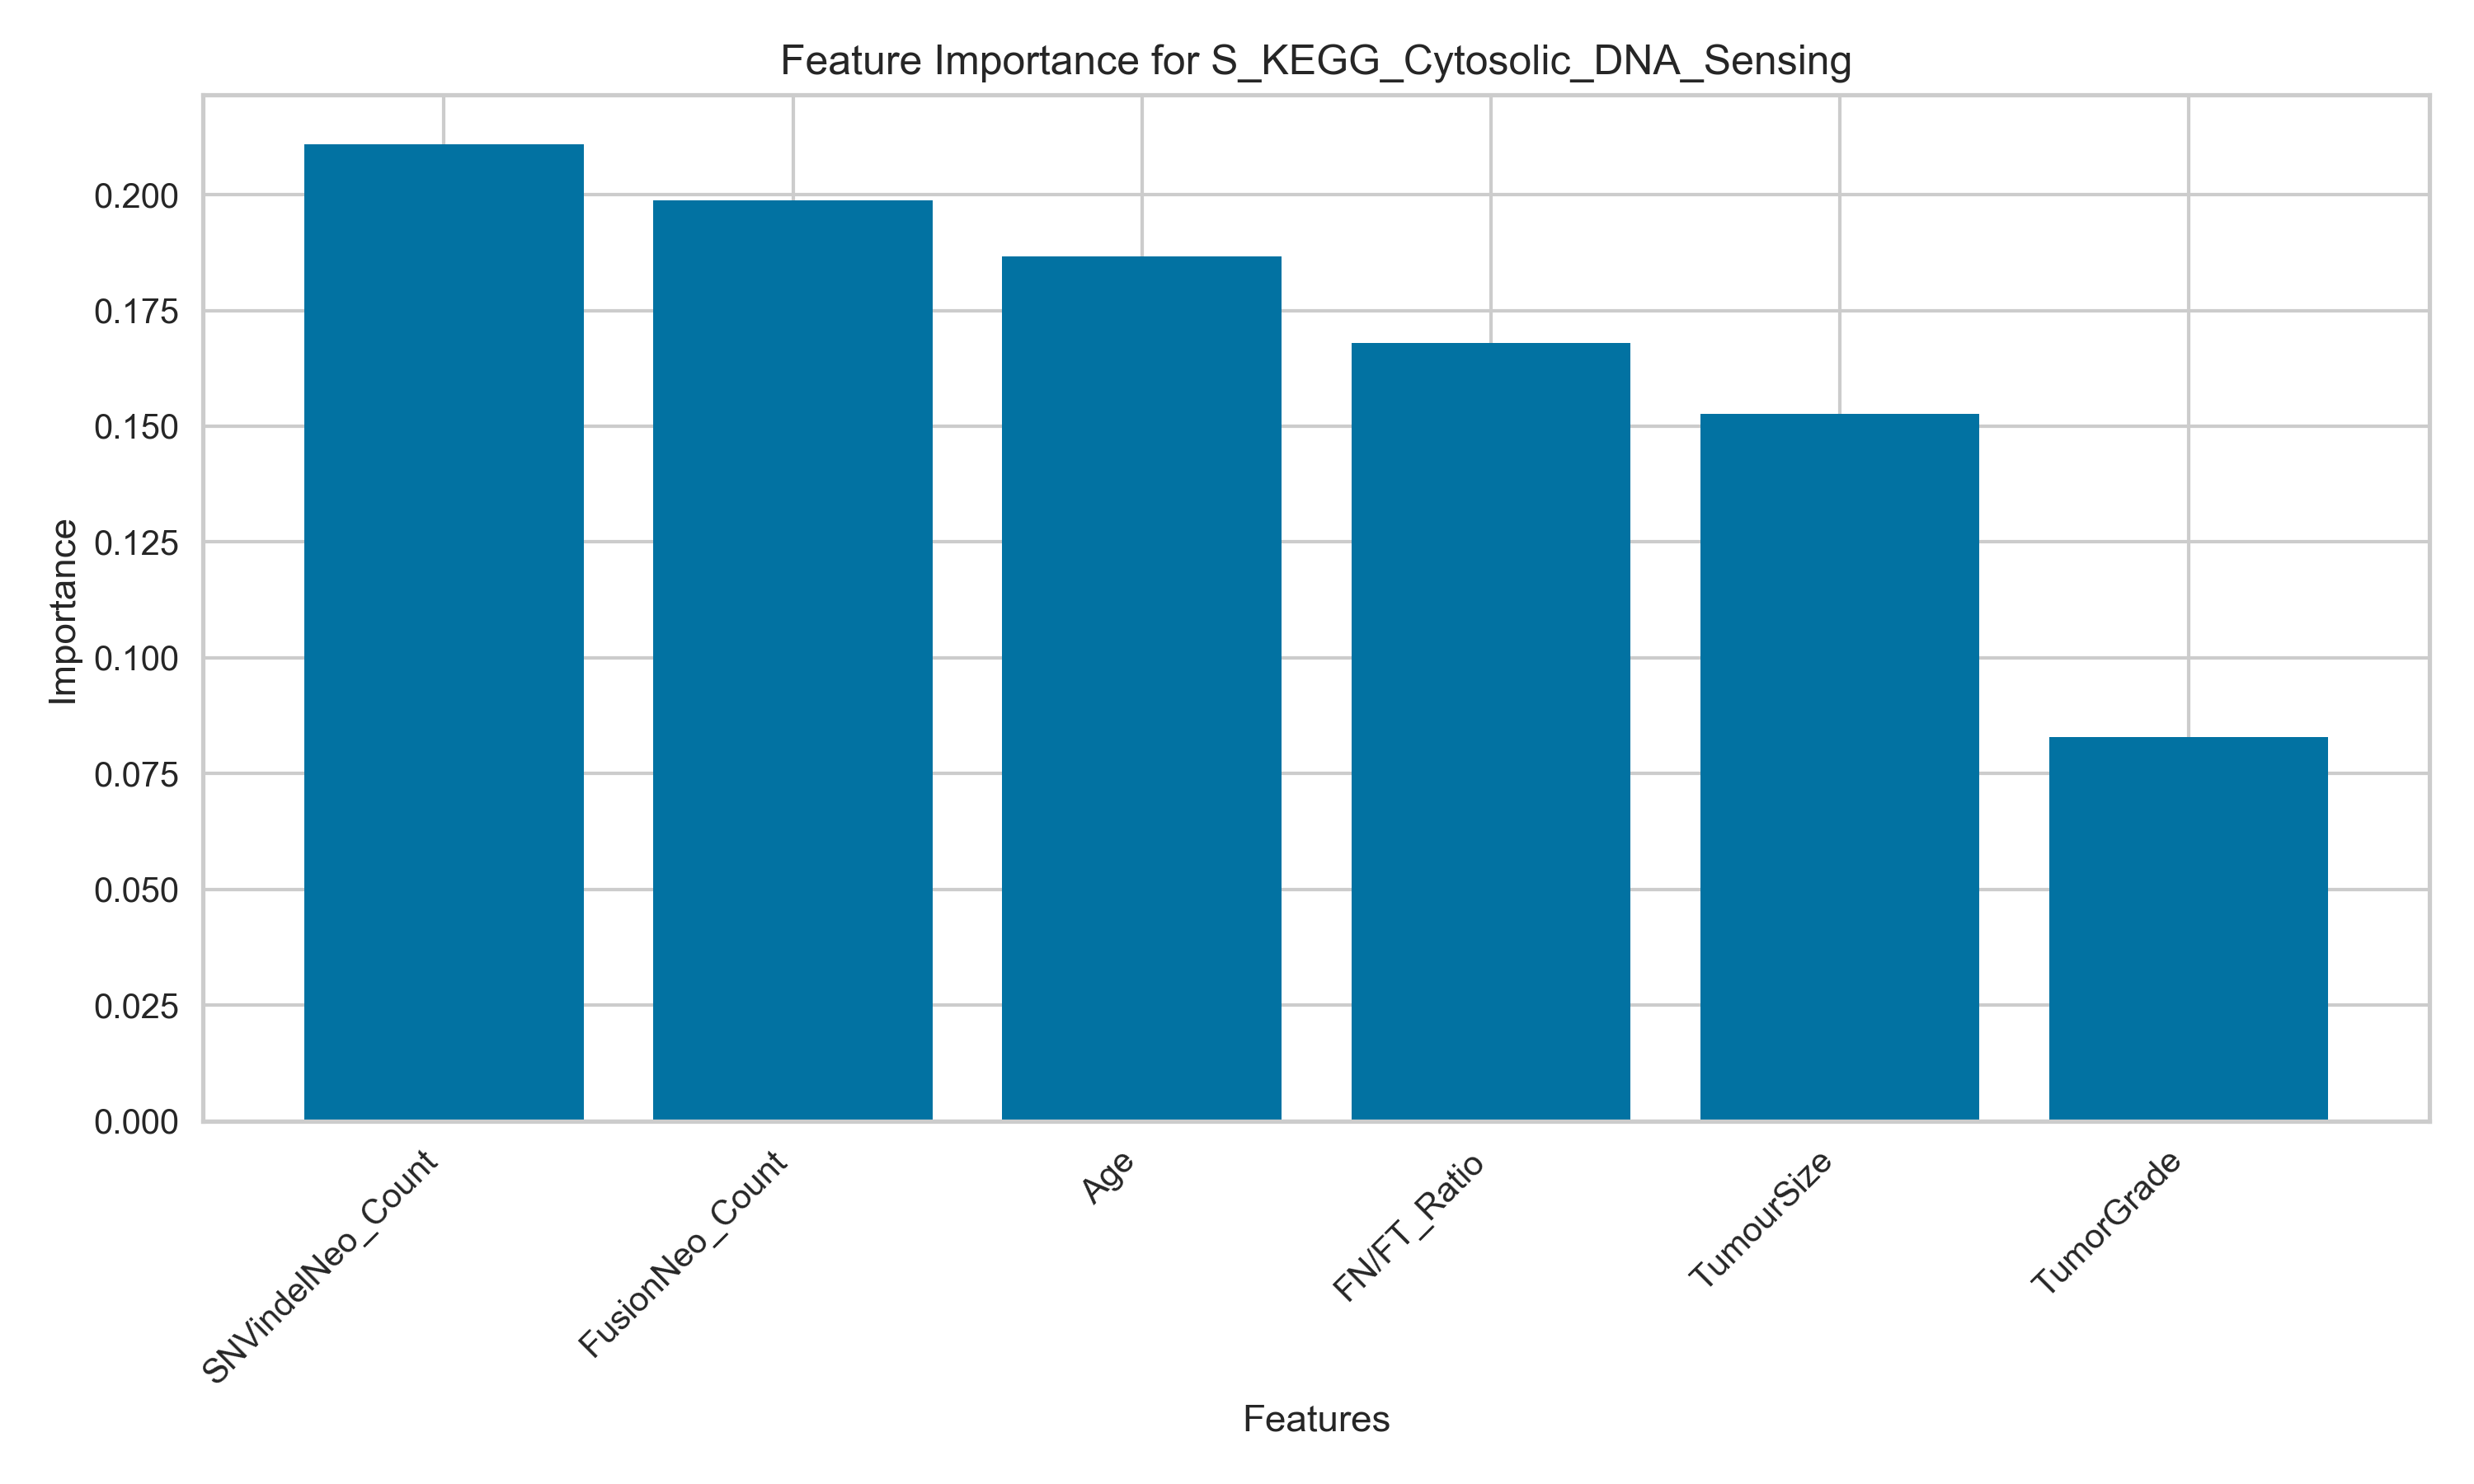 Feature Importance for S_KEGG_Cytosolic_DNA_Sensing
Importance
0.200
0.175
0.150
0.125
0.100
0.075
0.050
0.025
0.000
SNVindelNeo_Count
FusionNeo_Count
Age
FN/FT_Ratio
TumourSize
TumorGrade
Features